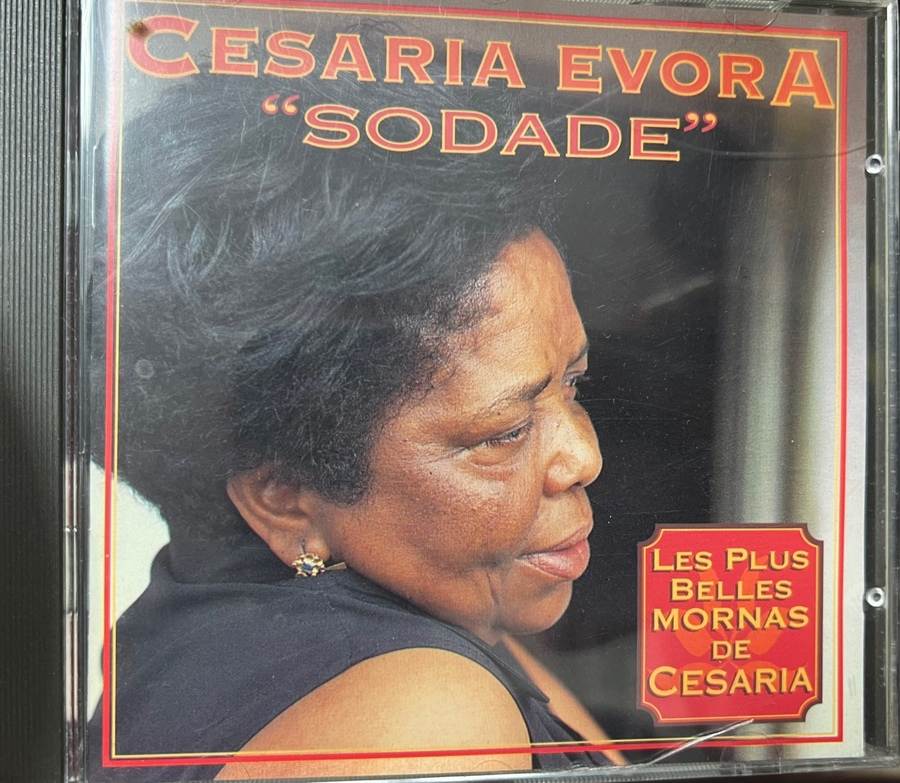 CESARIA EVORA
“SODADE”
LES PLUS
BELLES
MORNAS
DE
CESARIA